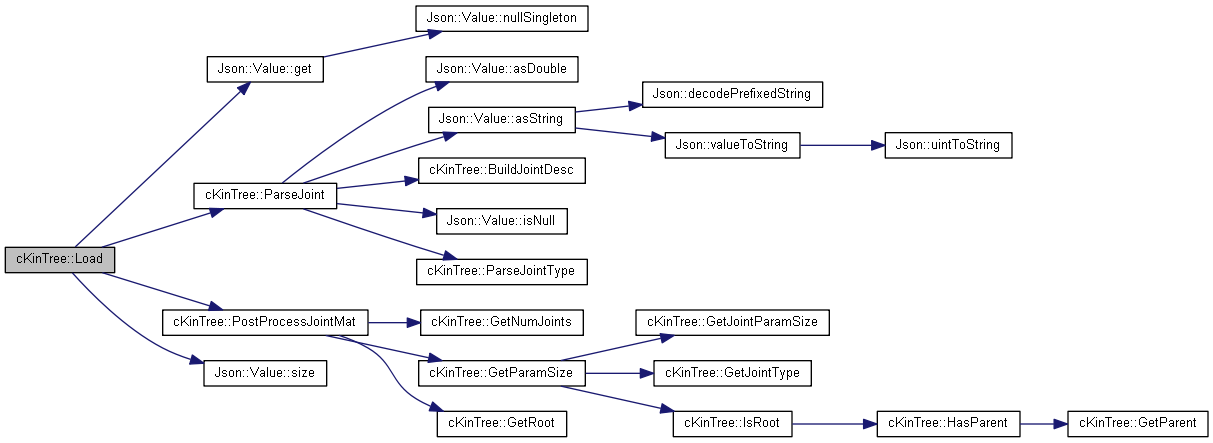 Json::Value::nullSingleton
Json::Value::get
Json::Value::asDouble
Json::decodePrefixedString
Json::Value::asString
Json::valueToString
Json::uintToString
cKinTree::BuildJointDesc
cKinTree::ParseJoint
Json::Value::isNull
cKinTree::Load
cKinTree::ParseJointType
cKinTree::PostProcessJointMat
cKinTree::GetNumJoints
cKinTree::GetJointParamSize
Json::Value::size
cKinTree::GetParamSize
cKinTree::GetJointType
cKinTree::GetRoot
cKinTree::IsRoot
cKinTree::HasParent
cKinTree::GetParent